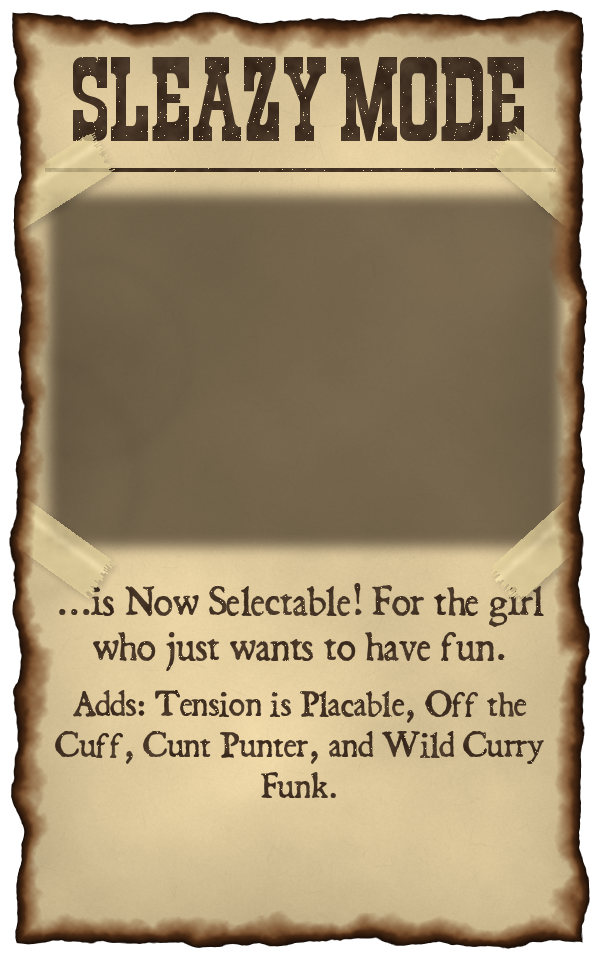 SLEAZY MODE
...is Now Selectable! For the girl
who just wants to have fun.
Adds: Tension is Placable, Off the
Cuff, Cunt Punter, and Wild Curry
Funk.